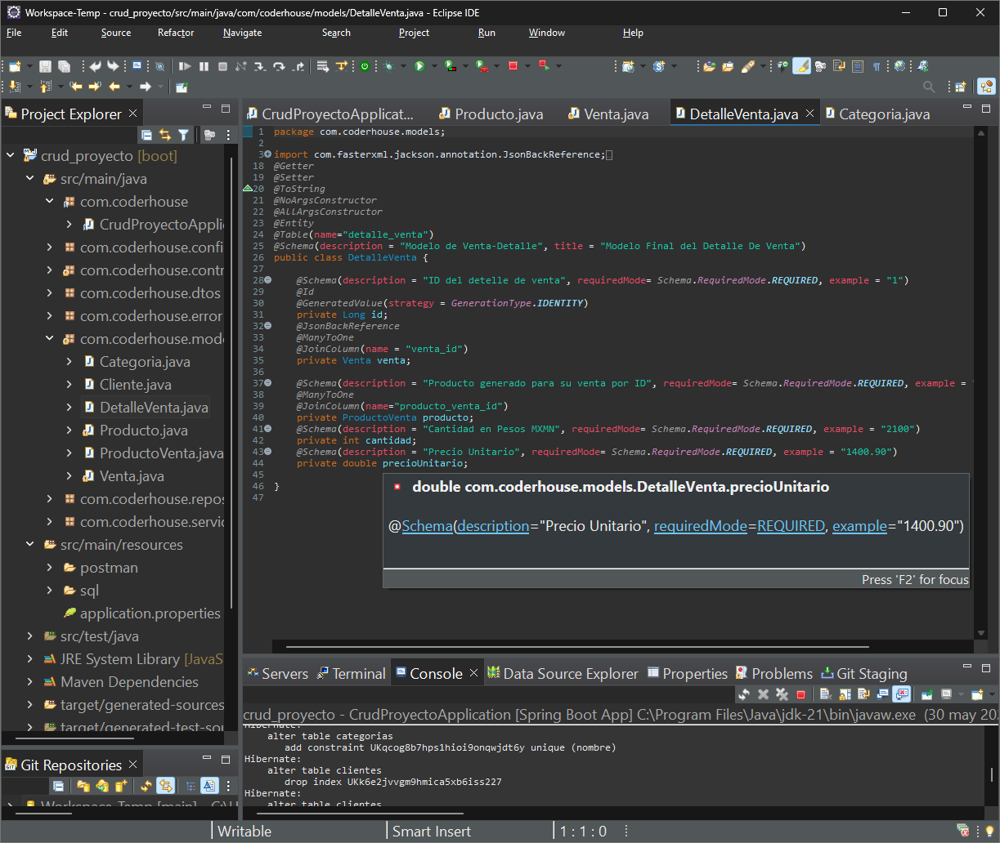 Workspace-Temp - crud_proyecto/src/main/java/com/coderhouse/models/DetalleVenta.java - Eclipse IDE
File Edit Source Refactor Navigate Search Project Run Window Help
Project Explorer
crud_proyecto [boot]
src/main/java
com.coderhouse
CrudProyectoApplic
com.coderhouse.confi
com.coderhouse.contr
com.coderhouse.dtos
com.coderhouse.error
com.coderhouse.mode
Categoria.java
Cliente.java
DetalleVenta.java
Producto.java
ProductoVenta.java
Venta.java
com.coderhouse.repos
com.coderhouse.servic
src/main/resources
postman
sql
application.properties
src/test/java
JRE System Library [JavaS
Maven Dependencies
target/generated-sources
target/generated-test-sou
Git Repositories
Workspace-Temp [main]
CrudProyectoApplicat... Producto.java Venta.java DetalleVenta.java Categoria.java
1 package com.coderhouse.models;
2
3 import com.fasterxml.jackson.annotation.JsonBackReference;
18 @Getter
19 @Setter
20 @ToString
21 @NoArgsConstructor
22 @AllArgsConstructor
23 @Entity
24 @Table(name="detalle_venta")
25 @Schema(description = "Modelo de Venta-Detalle", title = "Modelo Final del Detalle De Venta")
26 public class DetalleVenta {
27
28 @Schema(description = "ID del detelle de venta", requiredMode= Schema.RequiredMode.REQUIRED, example = "1")
29 @Id
30 @GeneratedValue(strategy = GenerationType.IDENTITY)
31 private Long id;
32 @JsonBackReference
33 @ManyToOne
34 @JoinColumn(name = "venta_id")
35 private Venta venta;
36
37 @Schema(description = "Producto generado para su venta por ID", requiredMode= Schema.RequiredMode.REQUIRED, example = "
38 @ManyToOne
39 @JoinColumn(name="producto_venta_id")
40 private ProductoVenta producto;
41 @Schema(description = "Cantidad en Pesos MXMN", requiredMode= Schema.RequiredMode.REQUIRED, example = "2100")
42 private int cantidad;
43 @Schema(description = "Precio Unitario", requiredMode= Schema.RequiredMode.REQUIRED, example = "1400.90")
44 private double precioUnitario;
45
46 }
47
double com.coderhouse.models.DetalleVenta.precioUnitario
@Schema(description="Precio Unitario", requiredMode=REQUIRED, example="1400.90")
Press 'F2' for focus
Servers Terminal Console Data Source Explorer Properties Problems Git Staging
crud_proyecto - CrudProyectoApplication [Spring Boot App] C:\Program Files\Java\jdk-21\bin\javaw.exe (30 may 202
Hibernate:
alter table categorias
add constraint UKqcog8b7hps1hioi9onqwjdt6y unique (nombre)
Hibernate:
alter table clientes
drop index UKk6e2jvvgm9hmica5xb6iss227
Hibernate:
alter table clientes
Writable Smart Insert 1 : 1 : 0